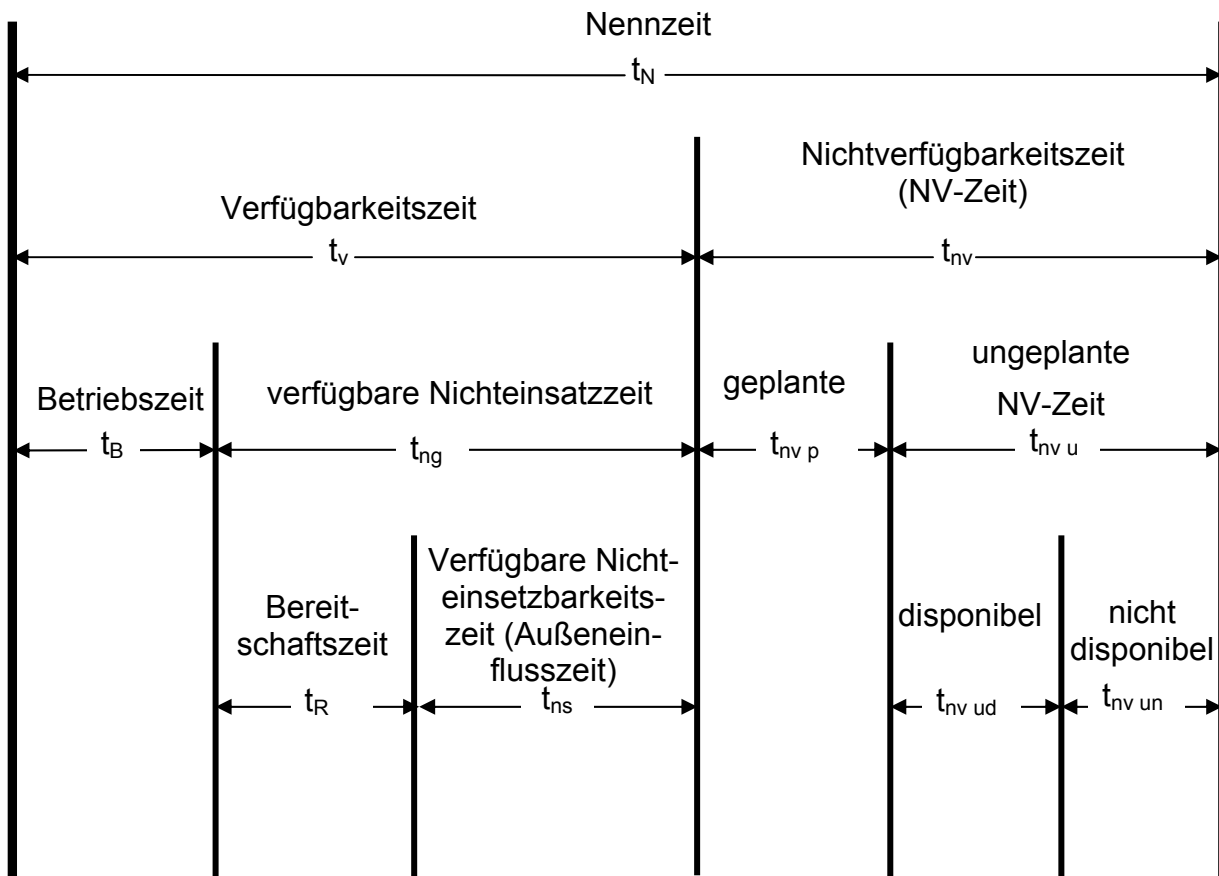 Nennzeit
t_N
Nichtverfügbarkeitszeit
(NV-Zeit)
Verfügbarkeitszeit
t_v
t_nv
Betriebszeit
t_B
verfügbare Nichteinsatzzeit
t_ng
geplante
t_nv p
ungeplante
NV-Zeit
t_nv u
Bereit-
schaftszeit
t_R
Verfügbare Nicht-
einsetzbarkeits-
zeit (Außenein-
flusszeit)
t_ns
disponibel
t_nv ud
nicht
disponibel
t_nv un